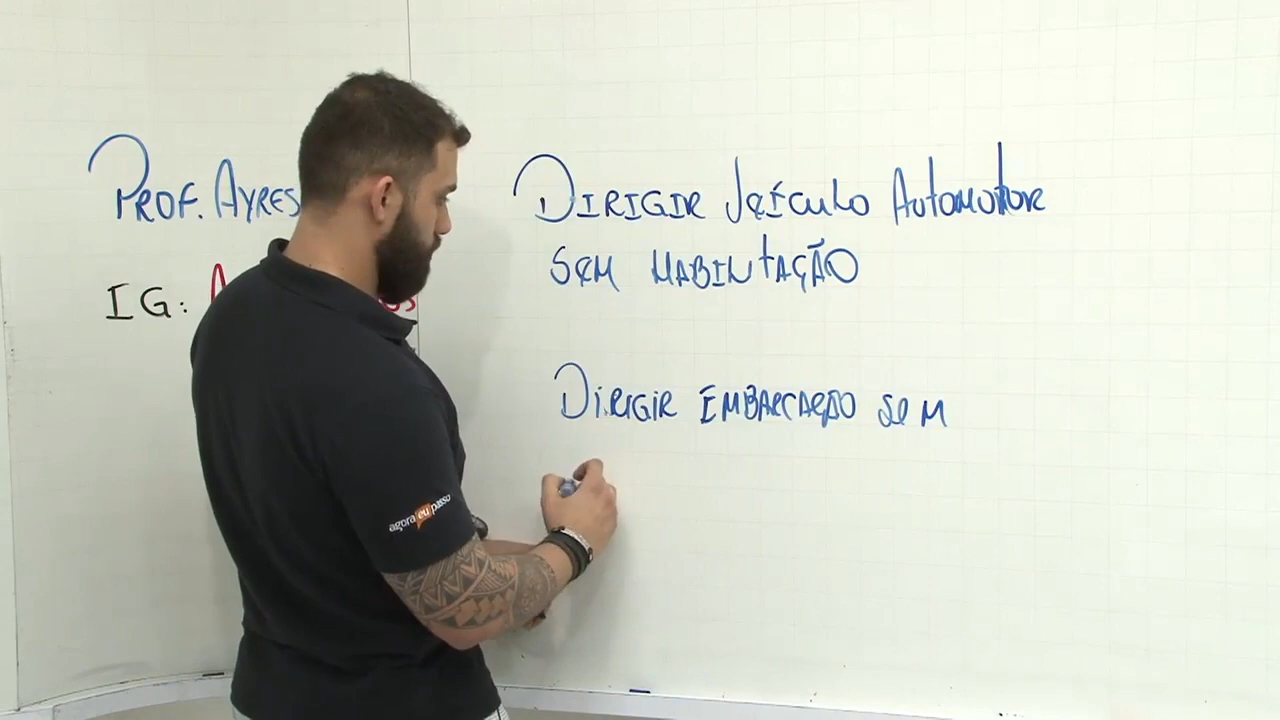 PROF. AYRES
IG:
DIRIGIR VEÍCULO AUTOMOTOR
SEM HABILITAÇÃO
DIRIGIR EMBARCAÇÃO SEM
agora eu passo